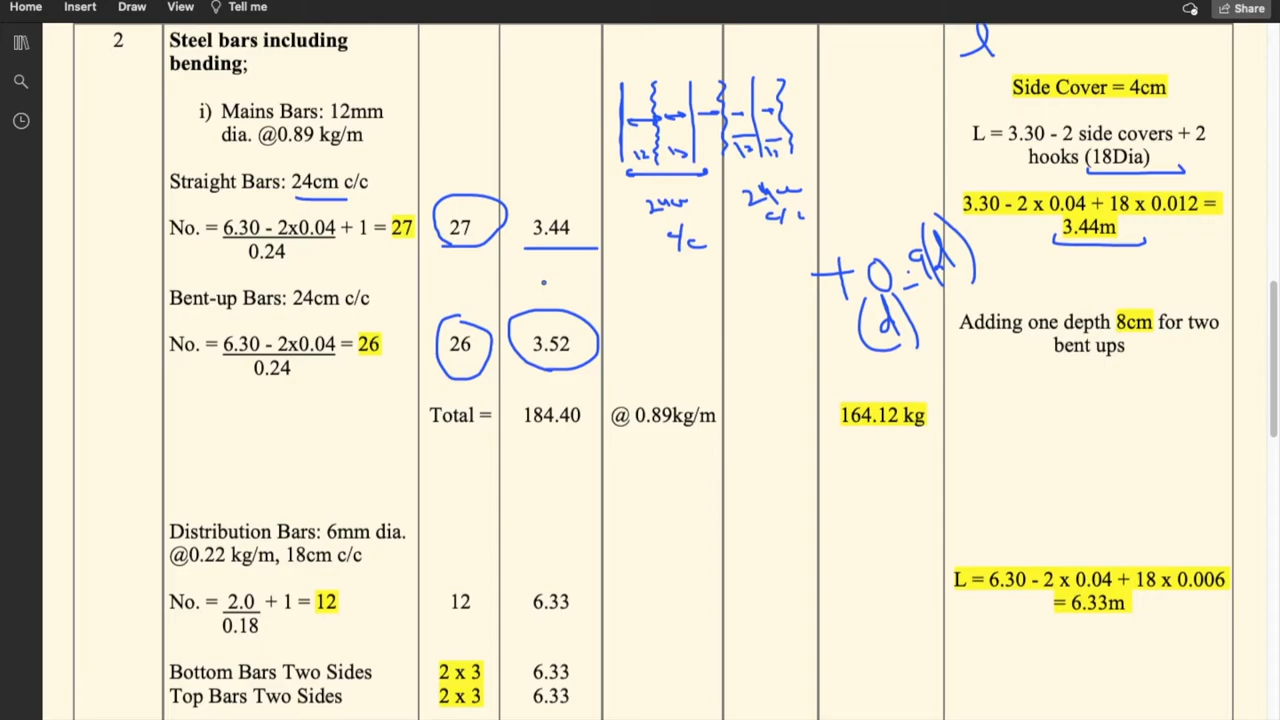 Home Insert Draw View Tell me
Share
2
Steel bars including
bending;
i) Mains Bars: 12mm
dia. @0.89 kg/m
Straight Bars: 24cm c/c
No. = 6.30 - 2x0.04 + 1 = 27 27 3.44
0.24
Bent-up Bars: 24cm c/c
No. = 6.30 - 2x0.04 = 26 26 3.52
0.24
Total = 184.40 @ 0.89kg/m 164.12 kg
Distribution Bars: 6mm dia.
@0.22 kg/m, 18cm c/c
No. = 2.0 + 1 = 12 12 6.33
0.18
Bottom Bars Two Sides 2 x 3 6.33
Top Bars Two Sides 2 x 3 6.33
12 12
c/c
c/c
(d)
l
Side Cover = 4cm
L = 3.30 - 2 side covers + 2
hooks (18Dia)
3.30 - 2 x 0.04 + 18 x 0.012 =
3.44m
Adding one depth 8cm for two
bent ups
L = 6.30 - 2 x 0.04 + 18 x 0.006
= 6.33m